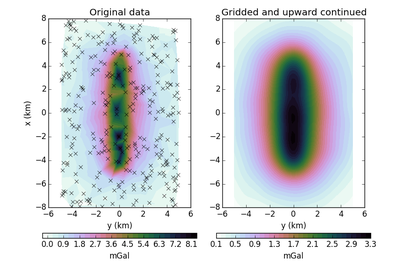 Original data
Gridded and upward continued
8
6
4
2
0
−2
−4
−6
−8
x (km)
−6 −4 −2 0 2 4 6
y (km)
0.0 0.9 1.8 2.7 3.6 4.5 5.4 6.3 7.2 8.1
mGal
8
6
4
2
0
−2
−4
−6
−8
−6 −4 −2 0 2 4 6
y (km)
0.1 0.5 0.9 1.3 1.7 2.1 2.5 2.9 3.3
mGal